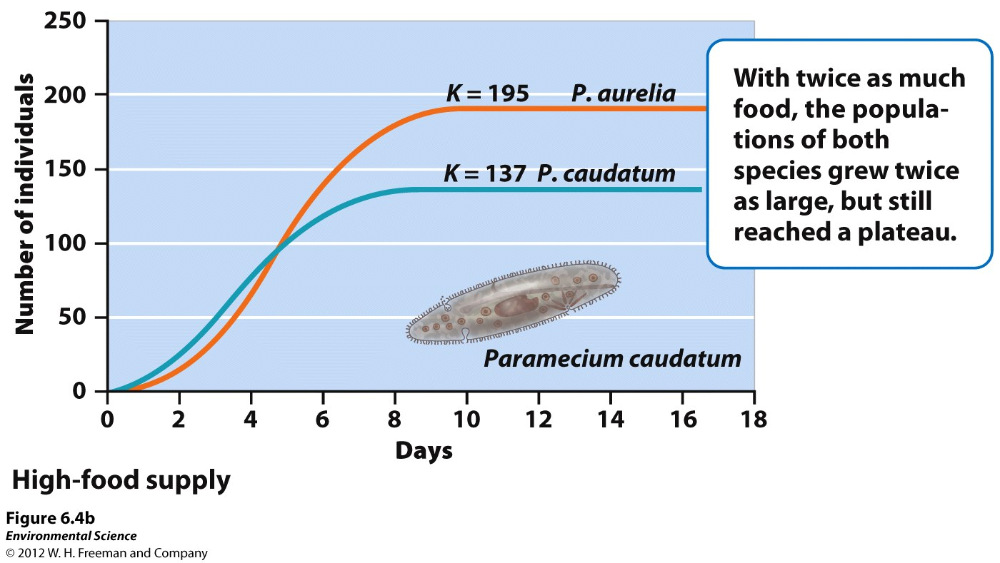 250
200
150
100
50
0
Number of individuals
K = 195 P. aurelia
K = 137 P. caudatum
Paramecium caudatum
0 2 4 6 8 10 12 14 16 18
Days
With twice as much
food, the popula-
tions of both
species grew twice
as large, but still
reached a plateau.
High-food supply
Figure 6.4b
Environmental Science
© 2012 W. H. Freeman and Company